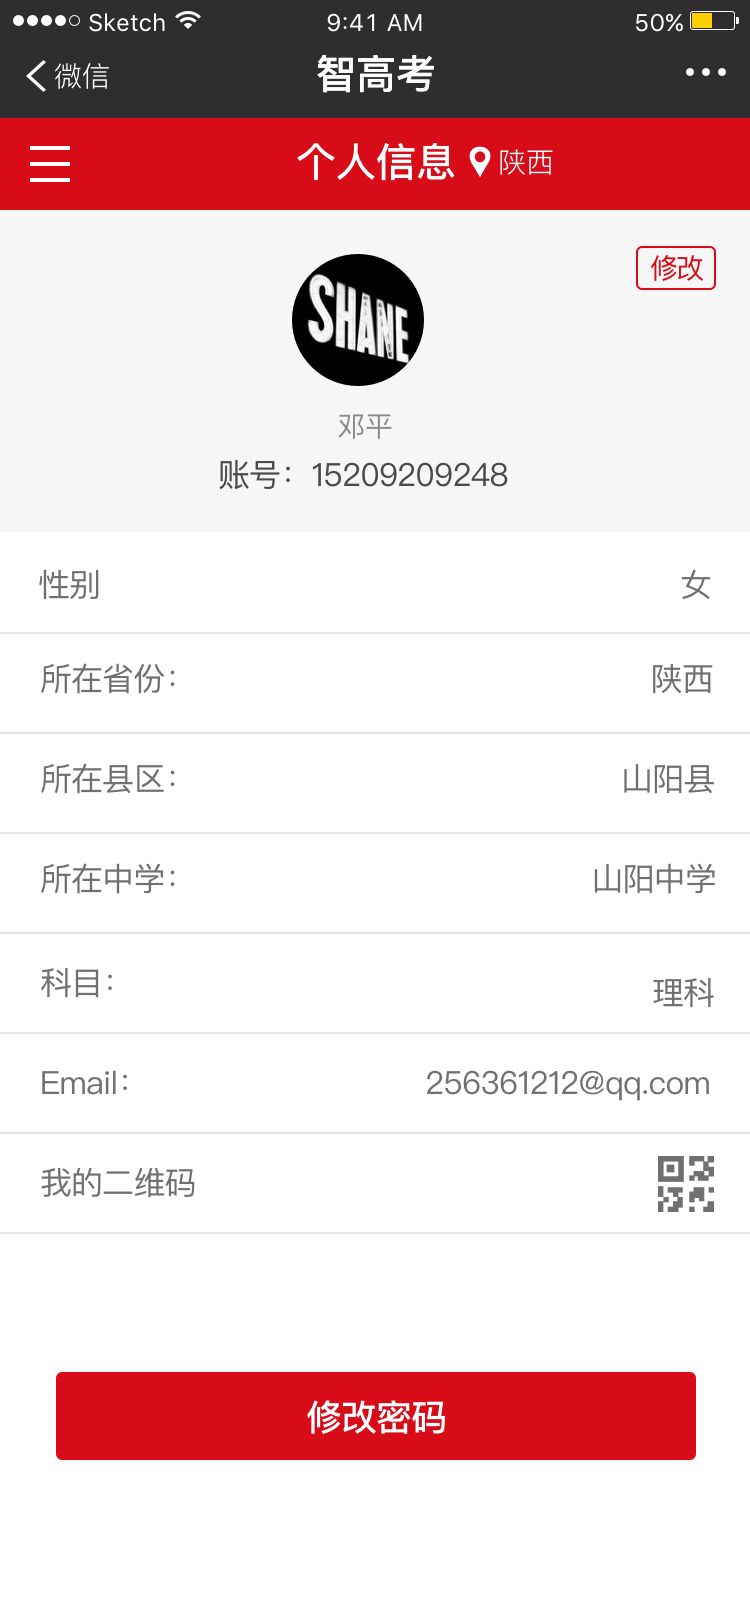 Sketch 9:41 AM 50%
微信 智高考
个人信息 陕西
修改
SHANE
邓平
账号：15209209248
性别 女
所在省份： 陕西
所在县区： 山阳县
所在中学： 山阳中学
科目： 理科
Email： 256361212@qq.com
我的二维码
修改密码